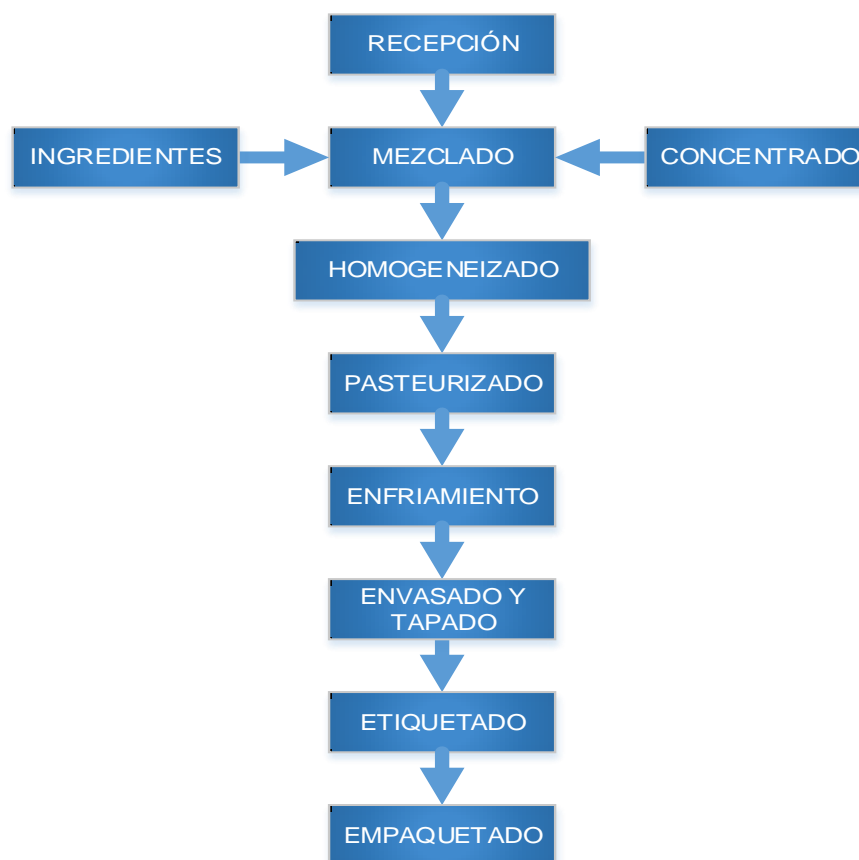 RECEPCIÓN
INGREDIENTES
MEZCLADO
CONCENTRADO
HOMOGENEIZADO
PASTEURIZADO
ENFRIAMIENTO
ENVASADO Y
TAPADO
ETIQUETADO
EMPAQUETADO